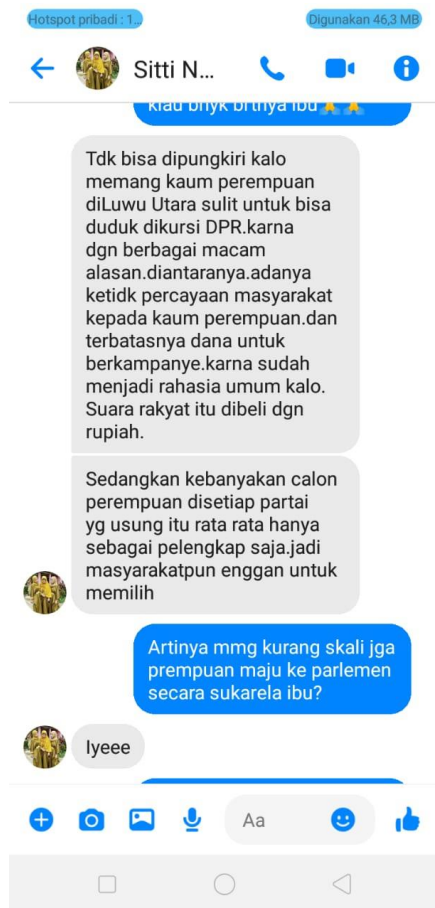 Hotspot pribadi : 1..
Digunakan 46,3 MB
Sitti N...
klau bnyk brtnya ibu
Tdk bisa dipungkiri kalo
memang kaum perempuan
diLuwu Utara sulit untuk bisa
duduk dikursi DPR.karna
dgn berbagai macam
alasan.diantaranya.adanya
ketidk percayaan masyarakat
kepada kaum perempuan.dan
terbatasnya dana untuk
berkampanye.karna sudah
menjadi rahasia umum kalo.
Suara rakyat itu dibeli dgn
rupiah.
Sedangkan kebanyakan calon
perempuan disetiap partai
yg usung itu rata rata hanya
sebagai pelengkap saja.jadi
masyarakatpun enggan untuk
memilih
Artinya mmg kurang skali jga
prempuan maju ke parlemen
secara sukarela ibu?
Iyeee
Aa